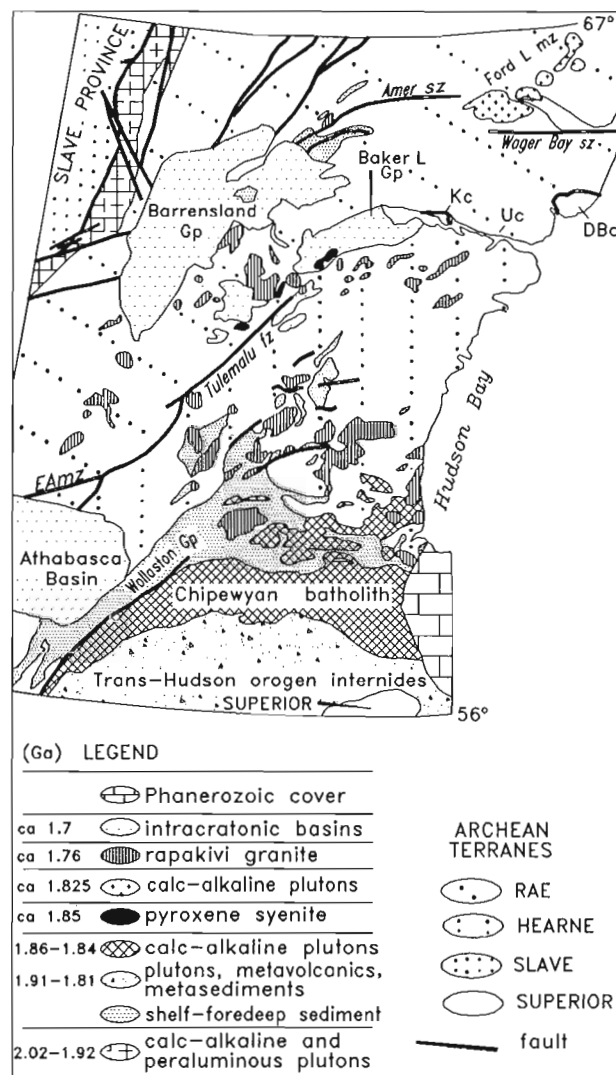 67°
SLAVE PROVINCE
Ford L mz
Amer sz
Wager Bay sz
Baker L
Gp
Kc
Uc
DBc
Barrensland
Gp
Tulemalu fz
Hudson Bay
EAmz
Athabasca
Basin
Wollaston Gp
Chipewyan batholith
Trans-Hudson orogen internides
SUPERIOR
56°
(Ga) LEGEND
Phanerozoic cover
ca 1.7 intracratonic basins
ca 1.76 rapakivi granite
ca 1.825 calc-alkaline plutons
ca 1.85 pyroxene syenite
1.86-1.84 calc-alkaline plutons
1.91-1.81 plutons, metavolcanics,
metasediments
shelf-foredeep sediment
2.02-1.92 calc-alkaline and
peraluminous plutons
ARCHEAN
TERRANES
RAE
HEARNE
SLAVE
SUPERIOR
fault